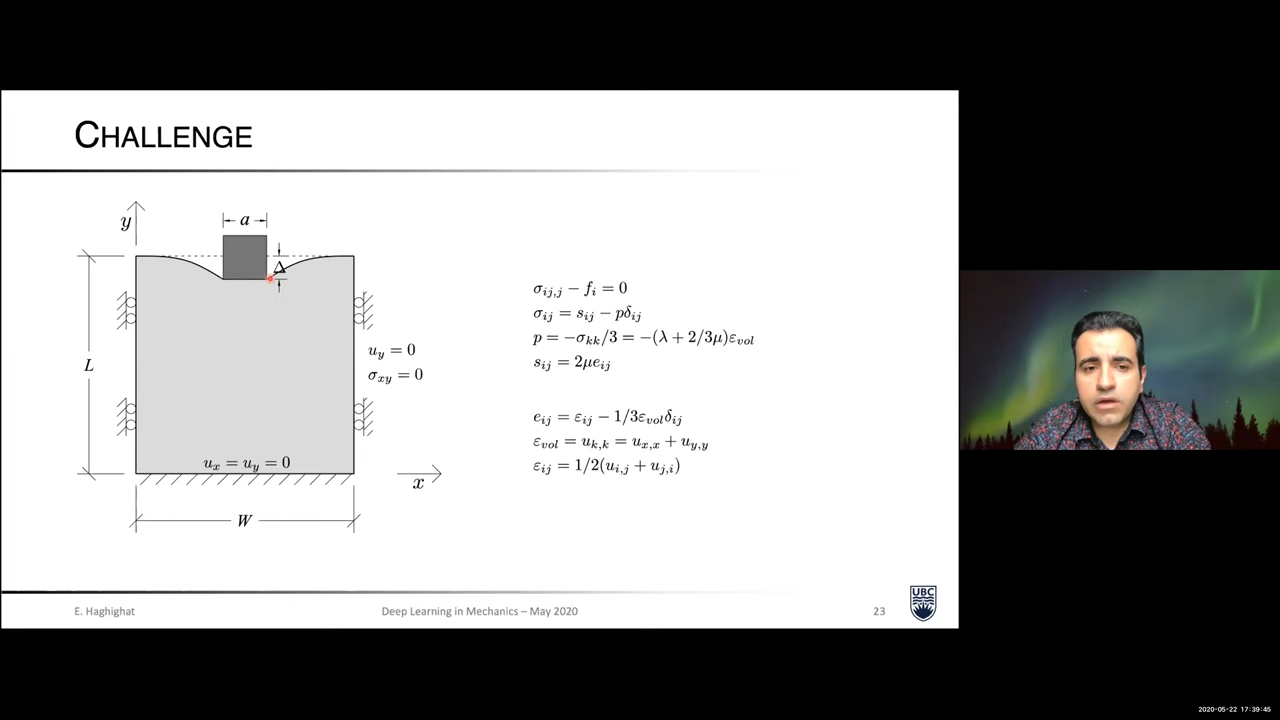 CHALLENGE
y
a
Δ
L
u_y = 0
σ_xy = 0
u_x = u_y = 0
x
W
σ_ij,j − f_i = 0
σ_ij = s_ij − pδ_ij
p = −σ_kk/3 = −(λ + 2/3μ)ε_vol
s_ij = 2μe_ij
e_ij = ε_ij − 1/3ε_vol δ_ij
ε_vol = u_k,k = u_x,x + u_y,y
ε_ij = 1/2(u_i,j + u_j,i)
E. Haghighat
Deep Learning in Mechanics – May 2020
23
UBC
2020-05-22 17:39:45